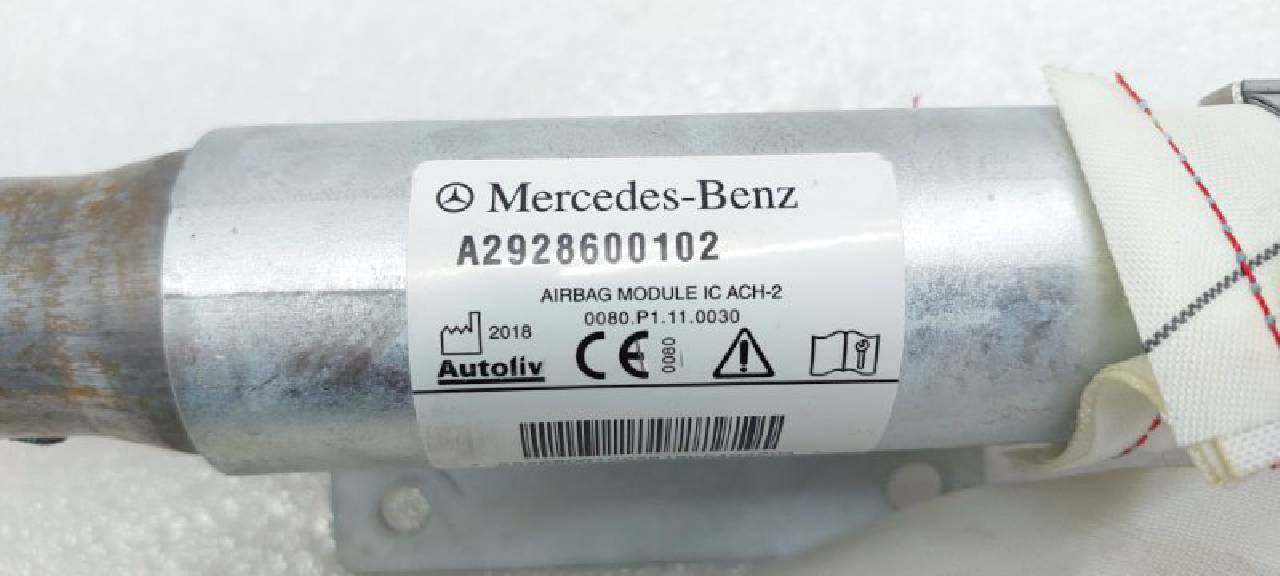 Mercedes-Benz
A2928600102
AIRBAG MODULE IC ACH-2
0080.P1.11.0030
2018
Autoliv
CE
0080